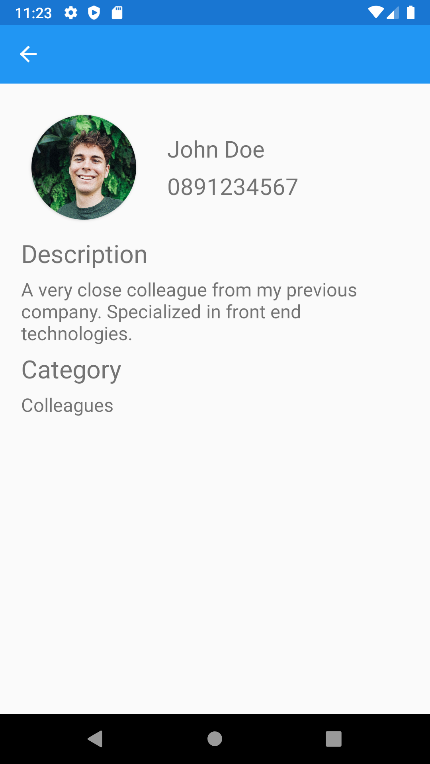 11:23
John Doe
0891234567
Description
A very close colleague from my previous
company. Specialized in front end
technologies.
Category
Colleagues